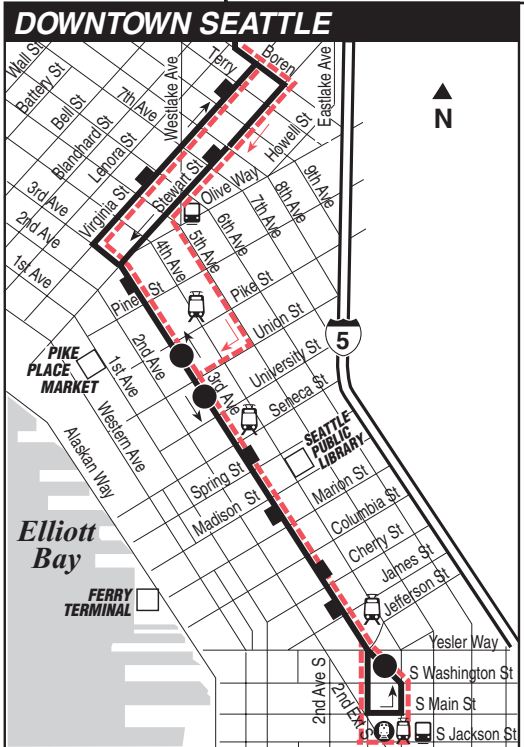 DOWNTOWN SEATTLE
Wall St
Battery St
Bell St
Blanchard St
Lenora St
Virginia St
7th Ave
Westlake Ave
Terry
Boren
Eastlake Ave
N
3rd Ave
2nd Ave
1st Ave
Stewart St
Howell St
Olive Way
9th Ave
8th Ave
7th Ave
6th Ave
5th Ave
4th Ave
Pine St
Pike St
Union St
5
PIKE
PLACE
MARKET
2nd Ave
1st Ave
Western Ave
Alaskan Way
3rd Ave
University St
Seneca St
SEATTLE
PUBLIC
LIBRARY
Spring St
Madison St
Marion St
Columbia St
Cherry St
James St
Jefferson St
Elliott
Bay
FERRY
TERMINAL
Yesler Way
S Washington St
S Main St
S Jackson St
2nd Ave S
2nd Ext S